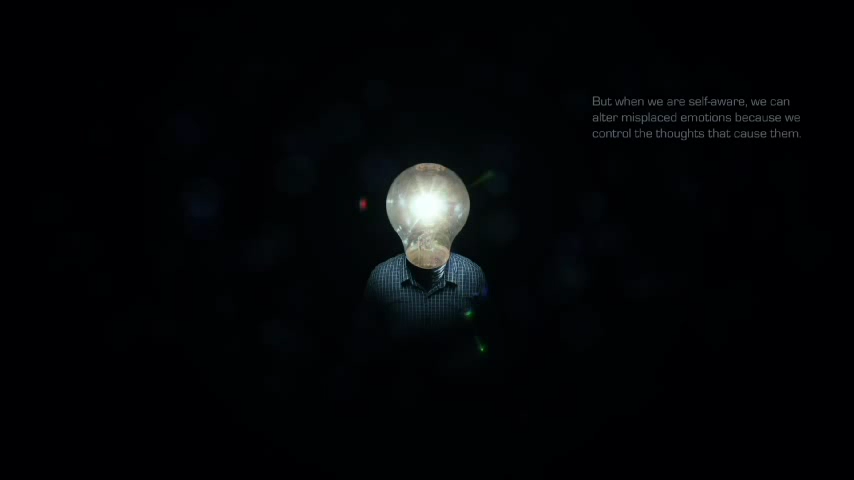 But when we are self-aware, we can
alter misplaced emotions because we
control the thoughts that cause them.